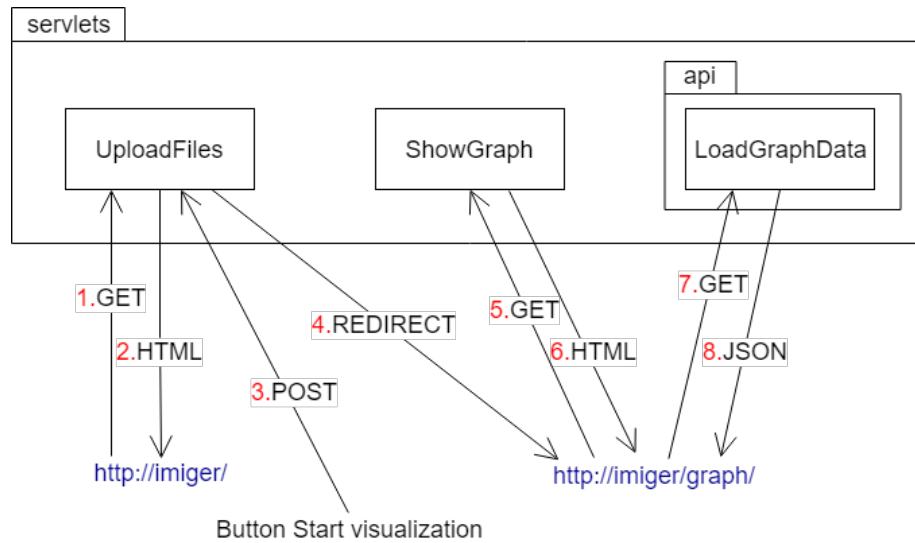 servlets
api
UploadFiles
ShowGraph
LoadGraphData
1.GET
2.HTML
3.POST
4.REDIRECT
5.GET
6.HTML
7.GET
8.JSON
http://imiger/
http://imiger/graph/
Button Start visualization